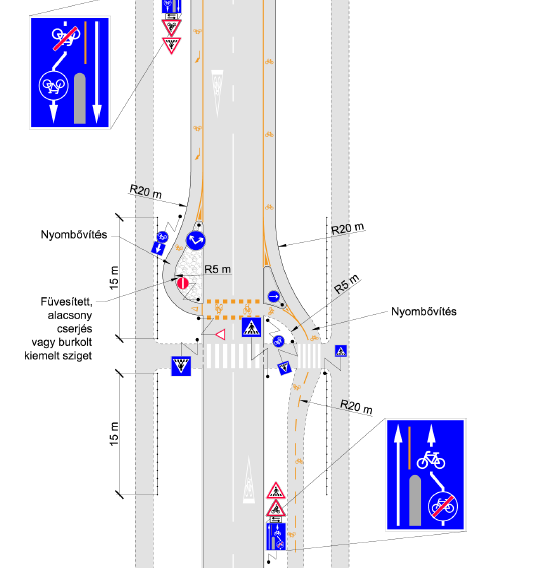 R20 m
Nyombővítés
R20 m
15 m
R5 m
R5 m
Füvesített,
alacsony
cserjés
vagy burkolt
kiemelt sziget
Nyombővítés
15 m
R20 m